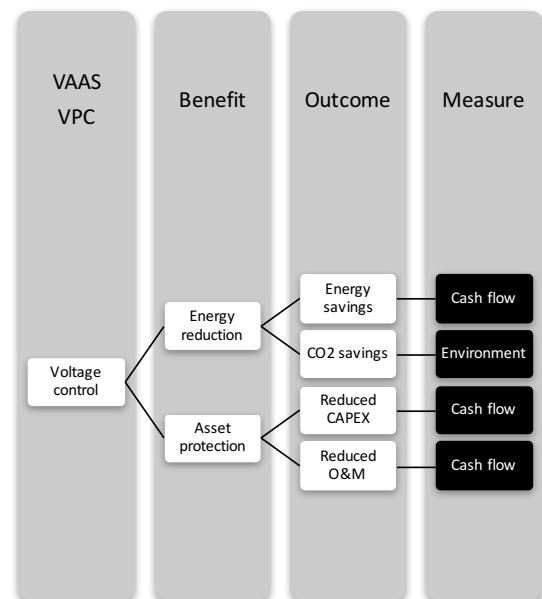 VAAS
VPC
Benefit
Outcome
Measure
Voltage
control
Energy
reduction
Asset
protection
Energy
savings
CO2 savings
Reduced
CAPEX
Reduced
O&M
Cash flow
Environment
Cash flow
Cash flow